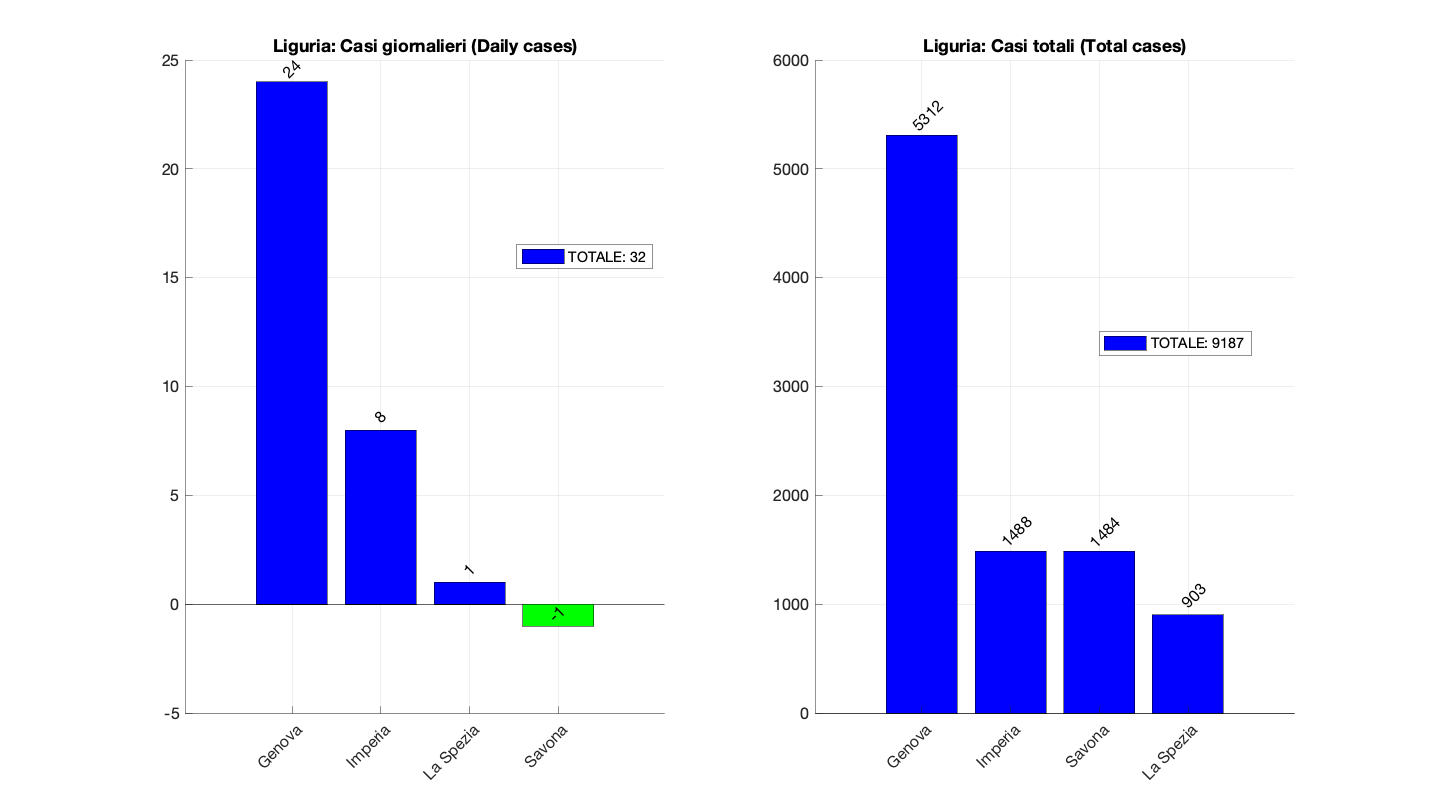 Liguria: Casi giornalieri (Daily cases)
25
20
15
10
5
0
-5
24
8
1
-1
TOTALE: 32
Genova
Imperia
La Spezia
Savona
Liguria: Casi totali (Total cases)
6000
5000
4000
3000
2000
1000
0
5312
1488
1484
903
TOTALE: 9187
Genova
Imperia
Savona
La Spezia